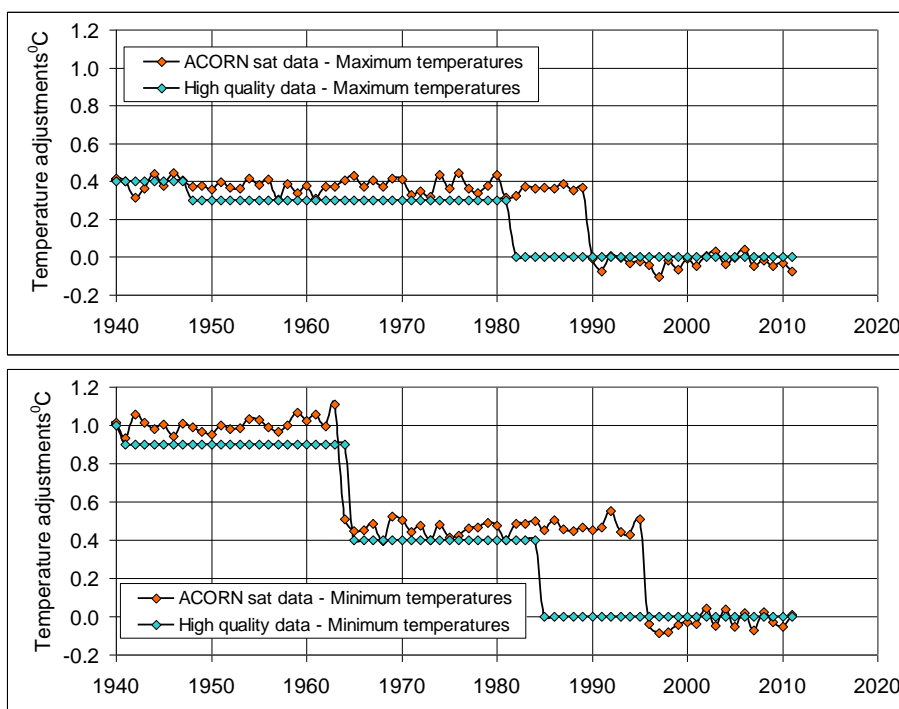 Temperature adjustments⁰C
1.2
1.0
0.8
0.6
0.4
0.2
0.0
-0.2
ACORN sat data - Maximum temperatures
High quality data - Maximum temperatures
1940 1950 1960 1970 1980 1990 2000 2010 2020
Temperature adjustments⁰C
1.2
1.0
0.8
0.6
0.4
0.2
0.0
-0.2
ACORN sat data - Minimum temperatures
High quality data - Minimum temperatures
1940 1950 1960 1970 1980 1990 2000 2010 2020